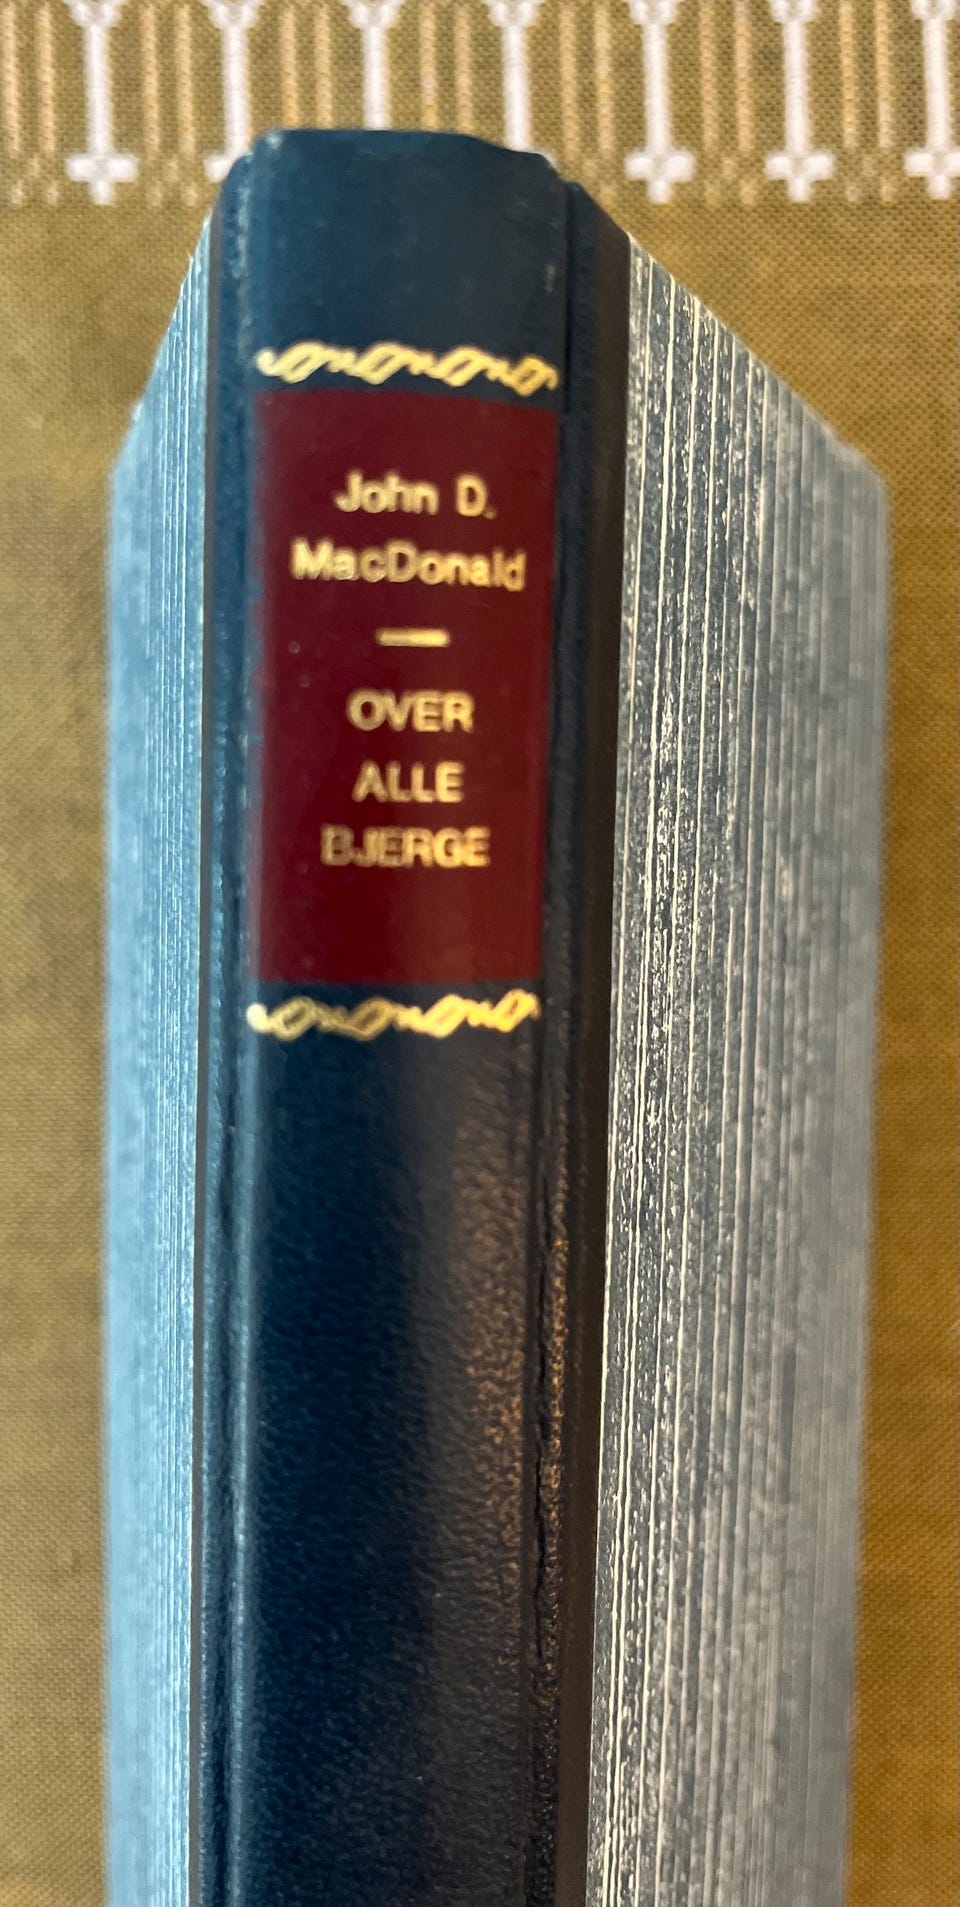 John D.
MacDonald
—
OVER
ALLE
BJERGE